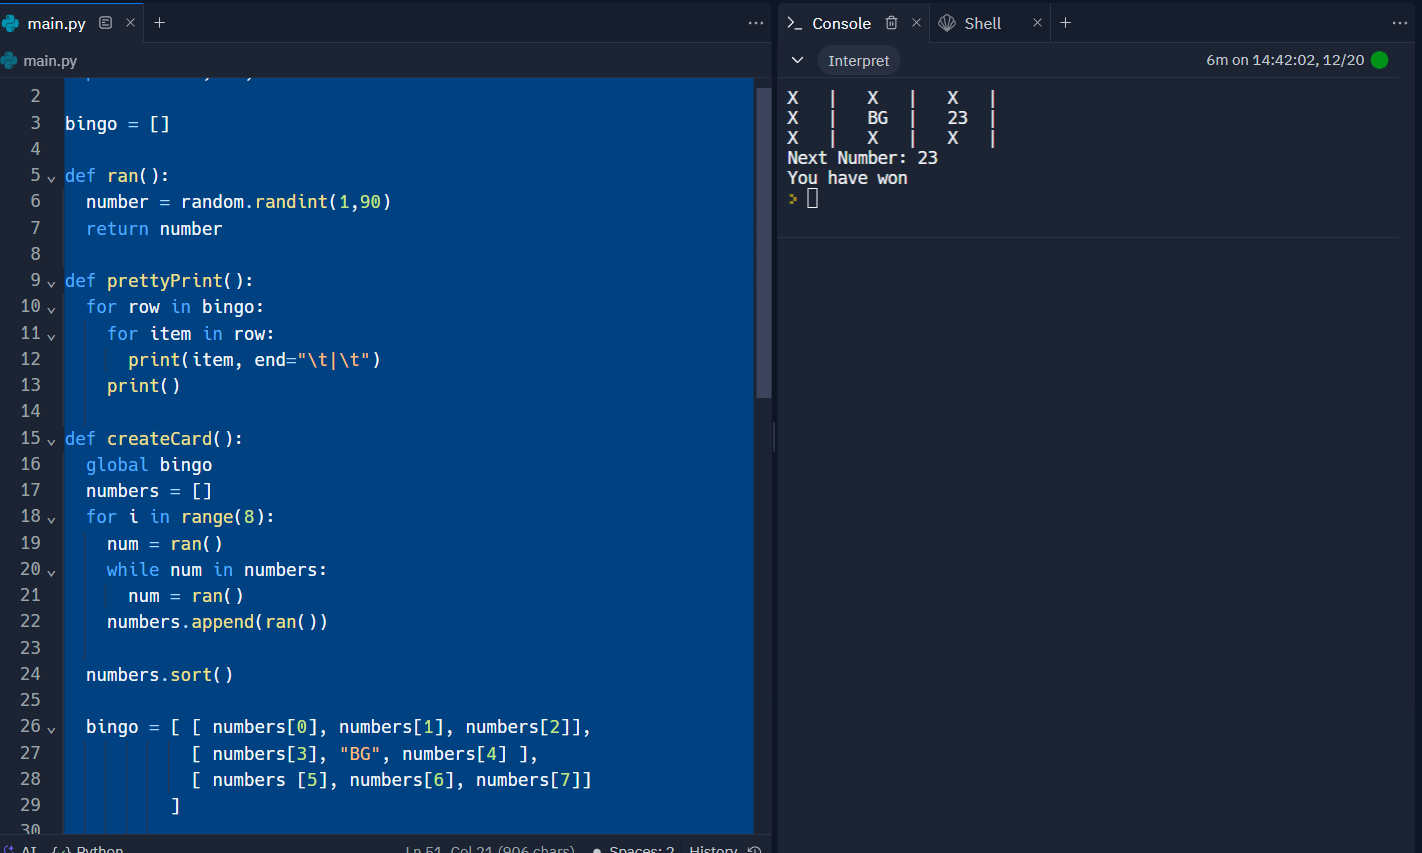 main.py
Console
Shell
main.py
Interpret
6m on 14:42:02, 12/20
2
3 bingo = []
4
5 def ran():
6 number = random.randint(1,90)
7 return number
8
9 def prettyPrint():
10 for row in bingo:
11 for item in row:
12 print(item, end="\t|\t")
13 print()
14
15 def createCard():
16 global bingo
17 numbers = []
18 for i in range(8):
19 num = ran()
20 while num in numbers:
21 num = ran()
22 numbers.append(ran())
23
24 numbers.sort()
25
26 bingo = [ [ numbers[0], numbers[1], numbers[2]],
27 [ numbers[3], "BG", numbers[4] ],
28 [ numbers [5], numbers[6], numbers[7]]
29 ]
30
X | X | X |
X | BG | 23 |
X | X | X |
Next Number: 23
You have won
AI Python Ln 51, Col 21 (906 chars) Spaces: 2 History